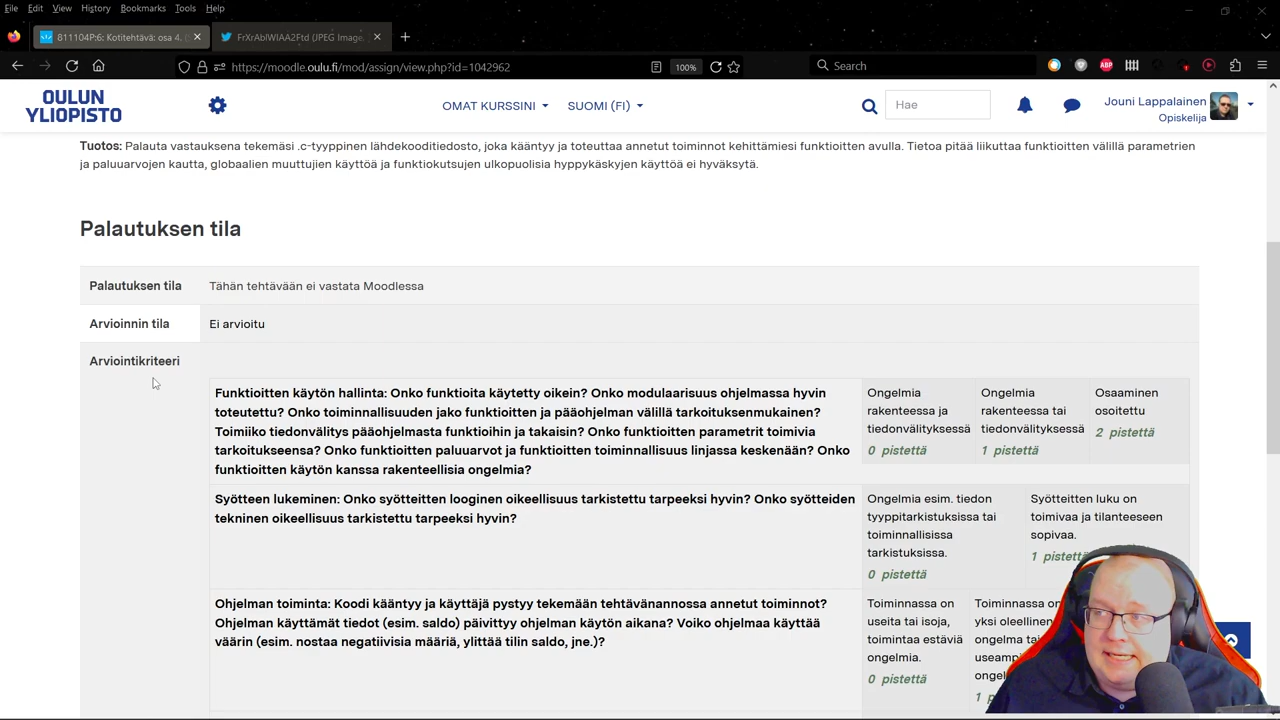 File Edit View History Bookmarks Tools Help
811104P:6: Kotitehtävä: osa 4. (
FrXrAblWIAA2Ftd (JPEG Image
https://moodle.oulu.fi/mod/assign/view.php?id=1042962
100%
Search
ABP
OULUN
YLIOPISTO
OMAT KURSSINI
SUOMI (FI)
Hae
Jouni Lappalainen
Opiskelija
Tuotos: Palauta vastauksena tekemäsi .c-tyyppinen lähdekooditiedosto, joka kääntyy ja toteuttaa annetut toiminnot kehittämiesi funktioitten avulla. Tietoa pitää liikuttaa funktioitten välillä parametrien
ja paluuarvojen kautta, globaalien muuttujien käyttöä ja funktiokutsujen ulkopuolisia hyppykäskyjen käyttöä ei hyväksytä.
Palautuksen tila
Palautuksen tila
Tähän tehtävään ei vastata Moodlessa
Arvioinnin tila
Ei arvioitu
Arviointikriteeri
Funktioitten käytön hallinta: Onko funktioita käytetty oikein? Onko modulaarisuus ohjelmassa hyvin
toteutettu? Onko toiminnallisuuden jako funktioitten ja pääohjelman välillä tarkoituksenmukainen?
Toimiiko tiedonvälitys pääohjelmasta funktioihin ja takaisin? Onko funktioitten parametrit toimivia
tarkoitukseensa? Onko funktioitten paluuarvot ja funktioitten toiminnallisuus linjassa keskenään? Onko
funktioitten käytön kanssa rakenteellisia ongelmia?
Ongelmia
rakenteessa ja
tiedonvälityksessä
0 pistettä
Ongelmia
rakenteessa tai
tiedonvälityksessä
1 pistettä
Osaaminen
osoitettu
2 pistettä
Syötteen lukeminen: Onko syötteitten looginen oikeellisuus tarkistettu tarpeeksi hyvin? Onko syötteiden
tekninen oikeellisuus tarkistettu tarpeeksi hyvin?
Ongelmia esim. tiedon
tyyppitarkistuksissa tai
toiminnallisissa
tarkistuksissa.
0 pistettä
Syötteitten luku on
toimivaa ja tilanteeseen
sopivaa.
1 pistettä
Ohjelman toiminta: Koodi kääntyy ja käyttäjä pystyy tekemään tehtävänannossa annetut toiminnot?
Ohjelman käyttämät tiedot (esim. saldo) päivittyy ohjelman käytön aikana? Voiko ohjelmaa käyttää
väärin (esim. nostaa negatiivisia määriä, ylittää tilin saldo, jne.)?
Toiminnassa on
useita tai isoja,
toimintaa estäviä
ongelmia.
0 pistettä
Toiminnassa on
yksi oleellinen
ongelma tai